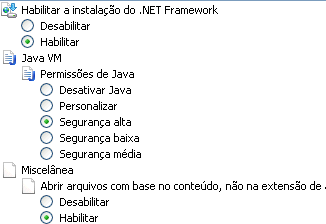 Habilitar a instalação do .NET Framework
Desabilitar
Habilitar
Java VM
Permissões de Java
Desativar Java
Personalizar
Segurança alta
Segurança baixa
Segurança média
Miscelânea
Abrir arquivos com base no conteúdo, não na extensão de
Desabilitar
Habilitar